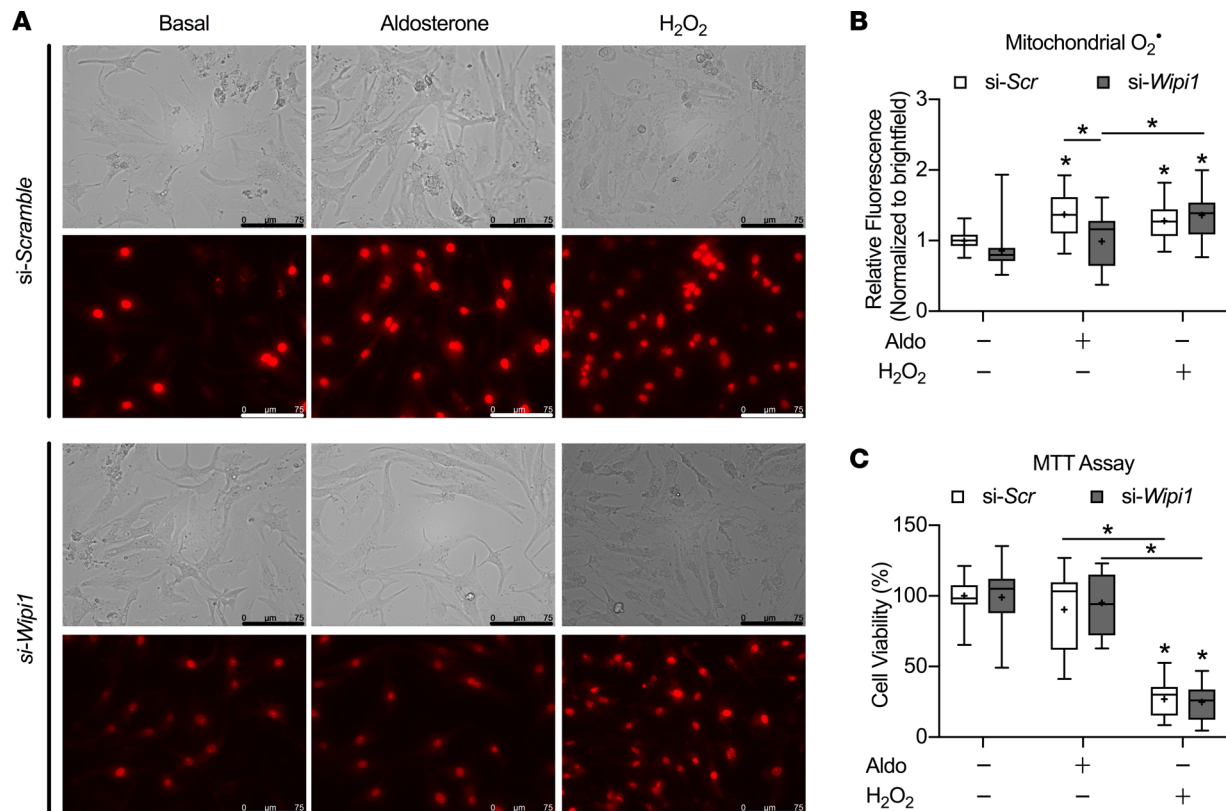 A
Basal
Aldosterone
H₂O₂
si-Scramble
0 µm 75
0 µm 75
0 µm 75
0 µm 75
0 µm 75
0 µm 75
si-Wipi1
0 µm 75
0 µm 75
0 µm 75
0 µm 75
0 µm 75
0 µm 75
B
Mitochondrial O₂•
si-Scr
si-Wipi1
Relative Fluorescence
(Normalized to brightfield)
3
2
1
0
* * * * *
Aldo − + −
H₂O₂ − − +
C
MTT Assay
si-Scr
si-Wipi1
Cell Viability (%)
150
100
50
0
* * * *
Aldo − + −
H₂O₂ − − +